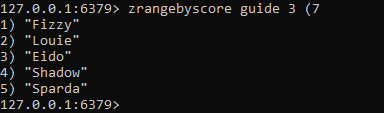 127.0.0.1:6379> zrangebyscore guide 3 (7
1) "Fizzy"
2) "Louie"
3) "Eido"
4) "Shadow"
5) "Sparda"
127.0.0.1:6379>